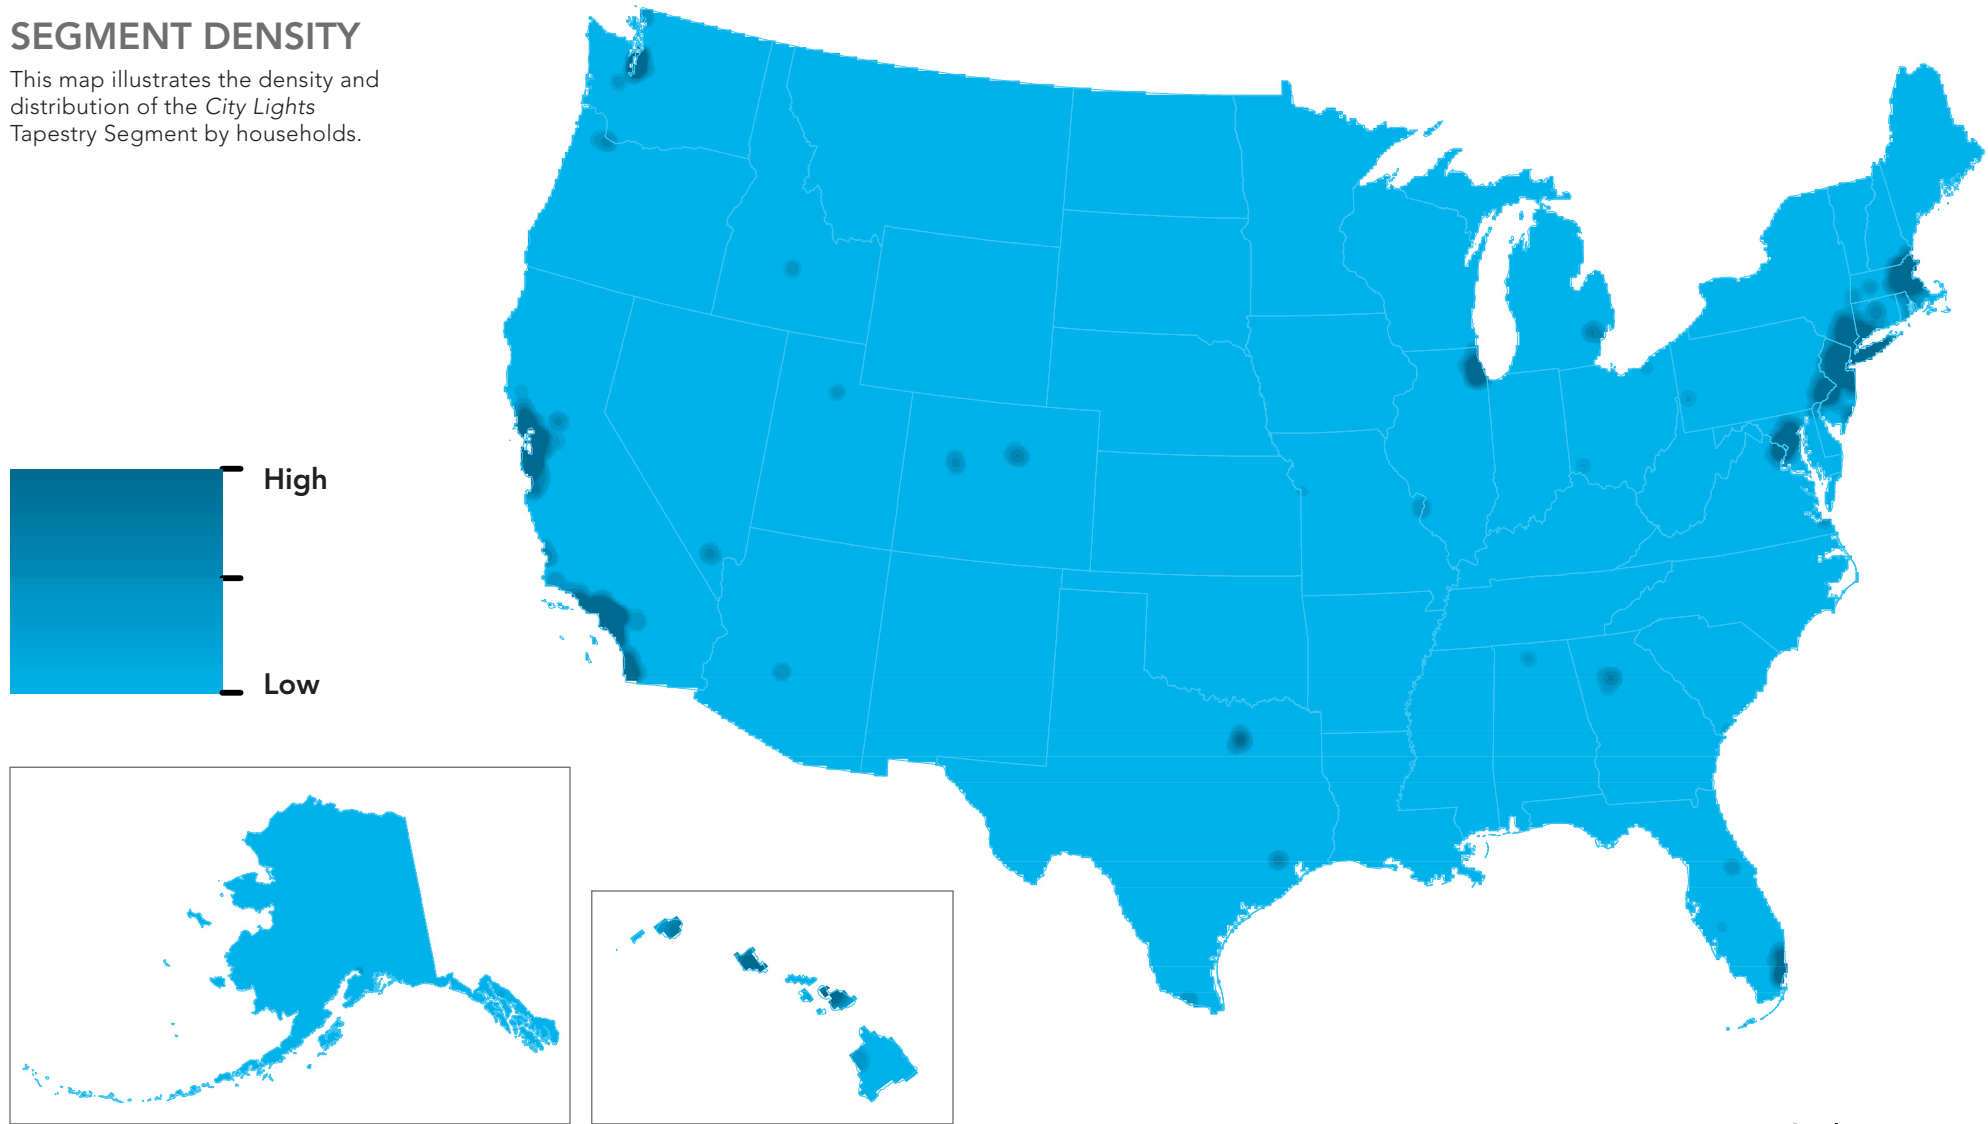 SEGMENT DENSITY
This map illustrates the density and
distribution of the City Lights
Tapestry Segment by households.
High
Low